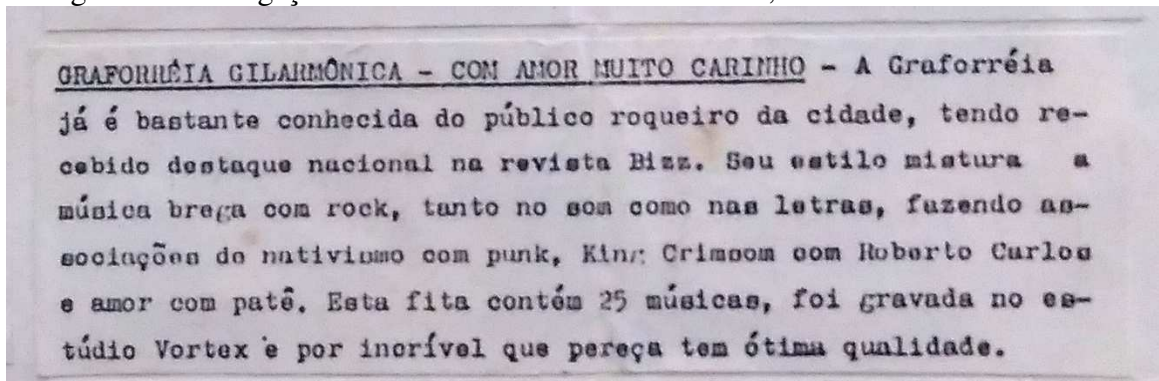 GRAFORRÉIA GILARMÔNICA - COM AMOR MUITO CARINHO - A Graforréia
já é bastante conhecida do público roqueiro da cidade, tendo re-
cebido destaque nacional na revista Bizz. Seu estilo mistura a
música brega com rock, tanto no som como nas letras, fazendo as-
sociações do nativismo com punk, King Crimsom com Roberto Carlos
e amor com patê. Esta fita contém 25 músicas, foi gravada no es-
túdio Vortex e por incrível que pereça tem ótima qualidade.